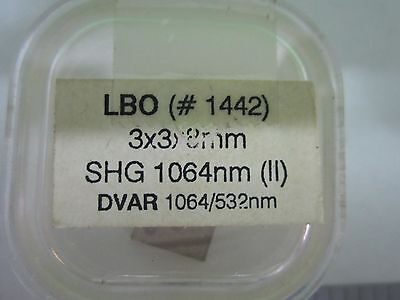 LBO (# 1442)
3x3x8mm
SHG 1064nm (II)
DVAR 1064/532nm